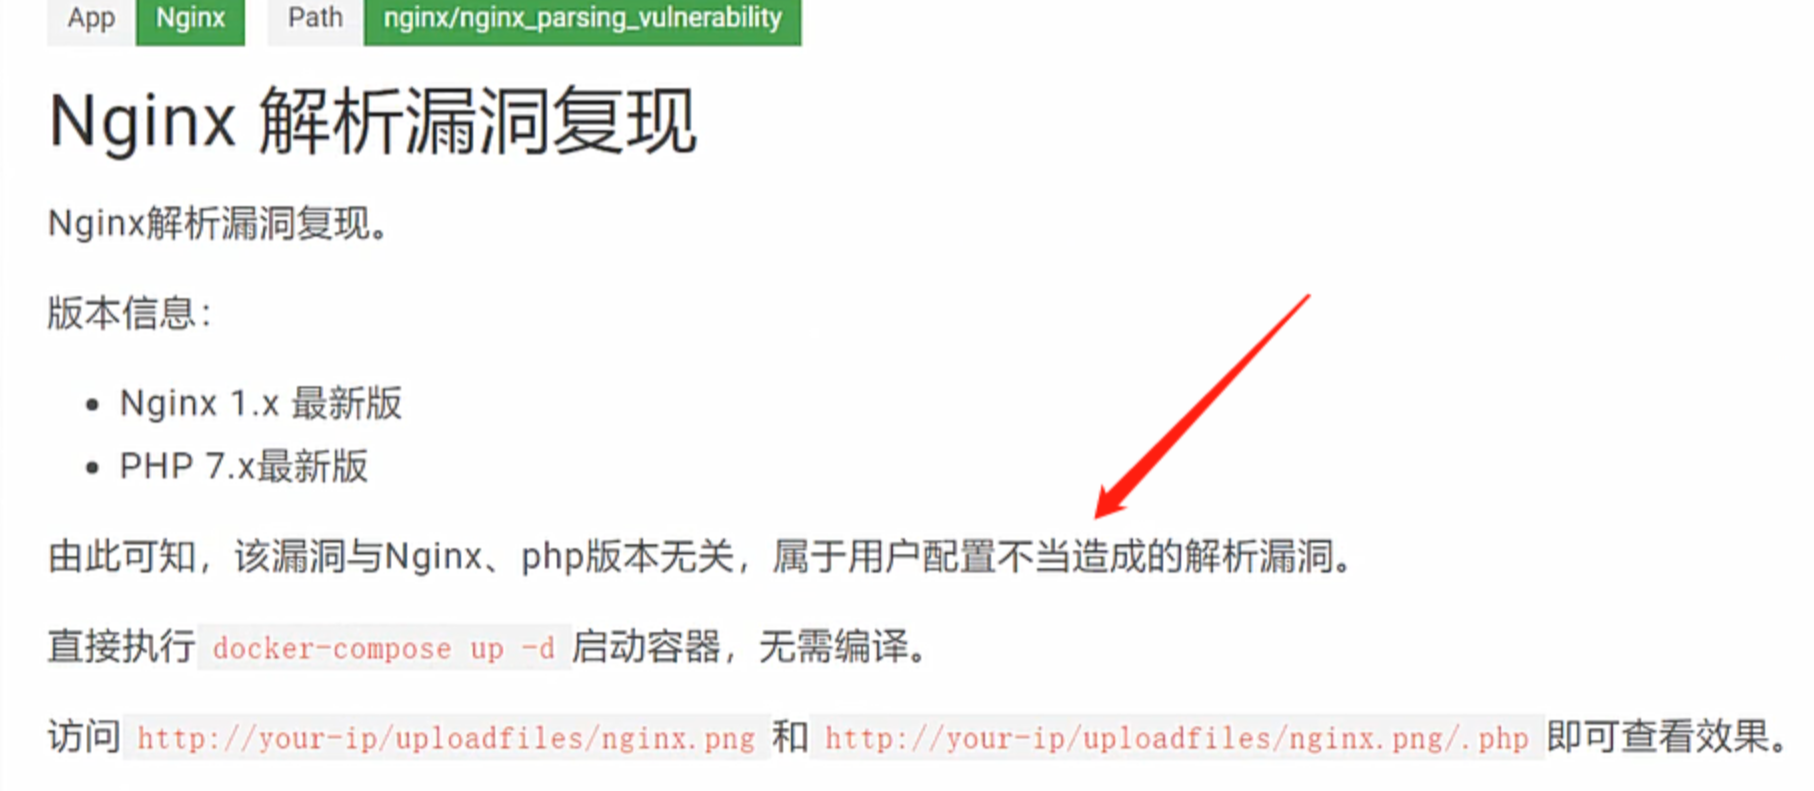 App Nginx Path nginx/nginx_parsing_vulnerability
Nginx 解析漏洞复现
Nginx解析漏洞复现。
版本信息：
• Nginx 1.x 最新版
• PHP 7.x最新版
由此可知，该漏洞与Nginx、php版本无关，属于用户配置不当造成的解析漏洞。
直接执行 docker-compose up -d 启动容器，无需编译。
访问 http://your-ip/uploadfiles/nginx.png 和 http://your-ip/uploadfiles/nginx.png/.php 即可查看效果。